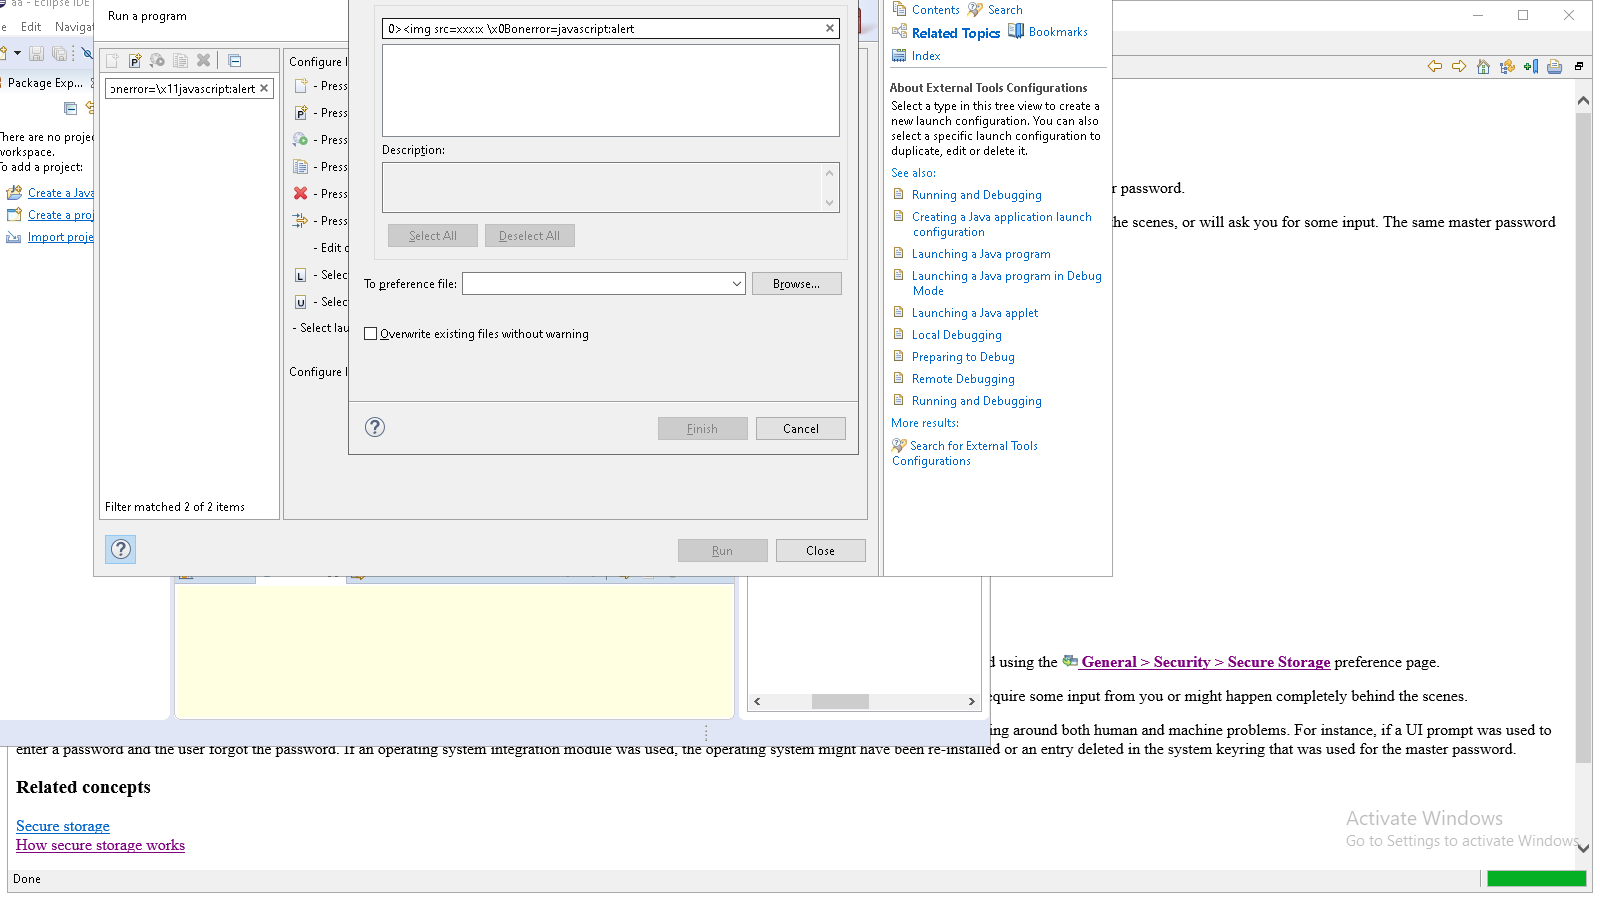 aa - Eclipse IDE
Edit
Navigate
Package Exp...
There are no projec
workspace.
To add a project:
Create a Java
Create a proj
Import proje
Run a program
onerror=\x11javascript:alert
Filter matched 2 of 2 items
Configure l
- Press
- Press
- Press
- Press
- Press
- Press
- Edit
- Selec
- Selec
- Select lau
Configure l
0><img src=xxx:x \x0Bonerror=javascript:alert
Description:
Select All
Deselect All
To preference file:
Browse...
Overwrite existing files without warning
Finish
Cancel
Run
Close
Contents
Search
Related Topics
Bookmarks
Index
About External Tools Configurations
Select a type in this tree view to create a
new launch configuration. You can also
select a specific launch configuration to
duplicate, edit or delete it.
See also:
Running and Debugging
Creating a Java application launch
configuration
Launching a Java program
Launching a Java program in Debug
Mode
Launching a Java applet
Local Debugging
Preparing to Debug
Remote Debugging
Running and Debugging
More results:
Search for External Tools
Configurations
r password.
he scenes, or will ask you for some input. The same master password
d using the General > Security > Secure Storage preference page.
equire some input from you or might happen completely behind the scenes.
ing around both human and machine problems. For instance, if a UI prompt was used to
enter a password and the user forgot the password. If an operating system integration module was used, the operating system might have been re-installed or an entry deleted in the system keyring that was used for the master password.
Related concepts
Secure storage
How secure storage works
Activate Windows
Go to Settings to activate Windows.
Done